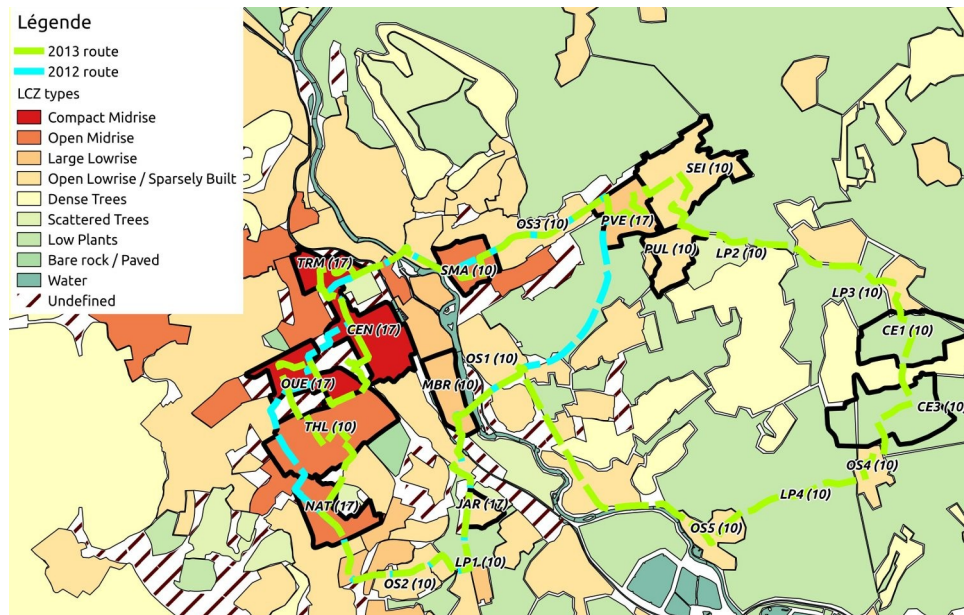 Légende
2013 route
2012 route
LCZ types
Compact Midrise
Open Midrise
Large Lowrise
Open Lowrise / Sparsely Built
Dense Trees
Scattered Trees
Low Plants
Bare rock / Paved
Water
Undefined
SEI (10)
OS3 (10)
PVE (17)
PUL (10)
LP2 (10)
TRM (17)
SMA (10)
LP3 (10)
CEN (17)
CE1 (10)
OS1 (10)
OUE (17)
MBR (10)
CE3 (10)
THL (10)
OS4 (10)
NAT (17)
JAR (17)
LP4 (10)
OS5 (10)
LP1 (10)
OS2 (10)